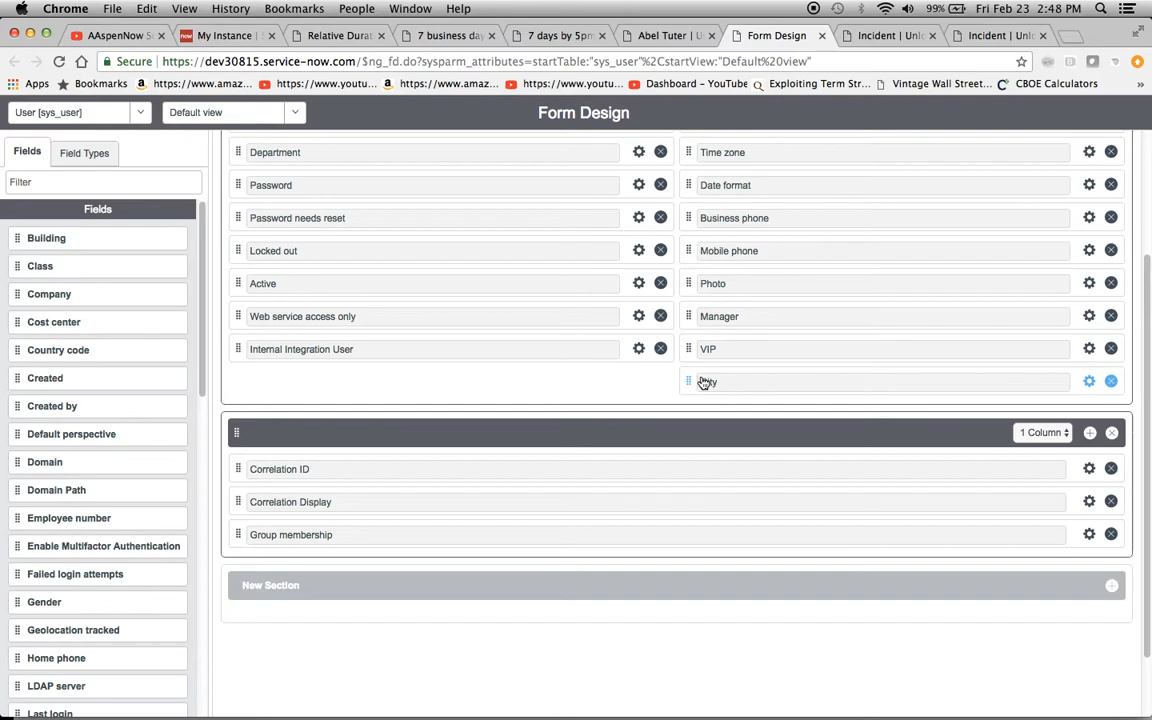 Chrome File Edit View History Bookmarks People Window Help 99% Fri Feb 23 2:48 PM
AAspenNow S My Instance | S Relative Durat 7 business day 7 days by 5pm Abel Tuter | U Form Design Incident | Unl Incident | Unl
Secure https://dev30815.service-now.com/$ng_fd.do?sysparm_attributes=startTable:"sys_user"%2CstartView:"Default%20view"
Apps Bookmarks https://www.amaz... https://www.youtu... https://www.amaz... https://www.youtu... Dashboard - YouTube Exploiting Term Str... Vintage Wall Street... CBOE Calculators »
User [sys_user] Default view Form Design
Fields Field Types
Filter
Fields
Building
Class
Company
Cost center
Country code
Created
Created by
Default perspective
Domain
Domain Path
Employee number
Enable Multifactor Authentication
Failed login attempts
Gender
Geolocation tracked
Home phone
LDAP server
Last login
Department
Password
Password needs reset
Locked out
Active
Web service access only
Internal Integration User
Time zone
Date format
Business phone
Mobile phone
Photo
Manager
VIP
1 Column
Correlation ID
Correlation Display
Group membership
New Section